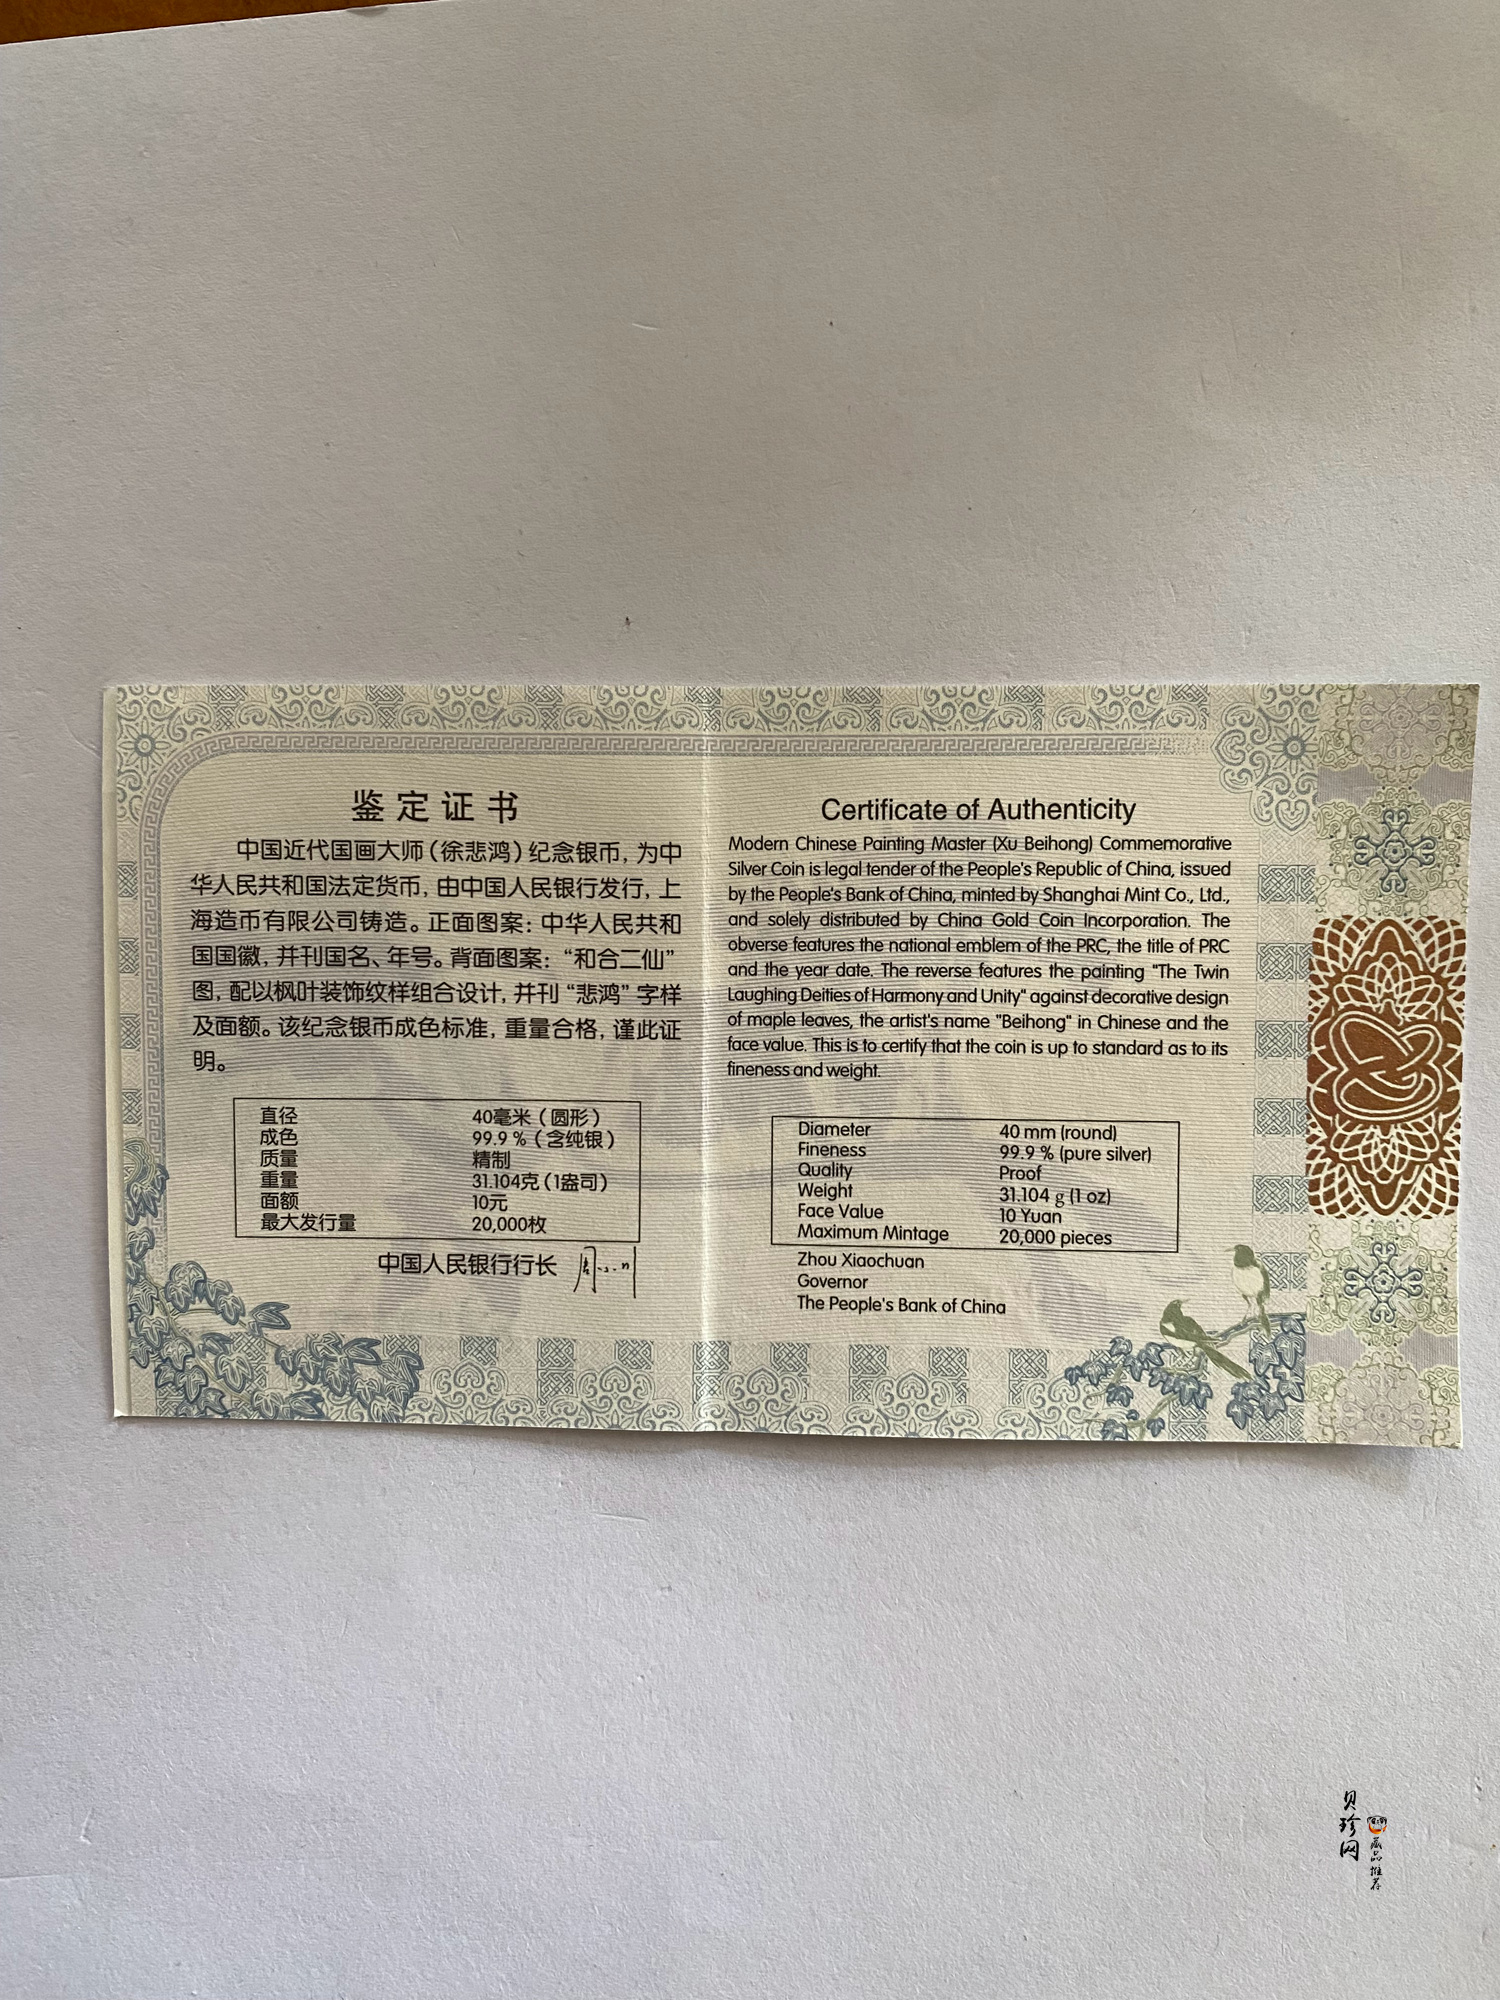 鉴定证书
中国近代国画大师（徐悲鸿）纪念银币，为中
华人民共和国法定货币，由中国人民银行发行，上
海造币有限公司铸造。正面图案：中华人民共和
国国徽，并刊国名、年号。背面图案：“和合二仙”
图，配以枫叶装饰纹样组合设计，并刊“悲鸿”字样
及面额。该纪念银币成色标准，重量合格，谨此证
明。
直径 40毫米（圆形）
成色 99.9％（含纯银）
质量 精制
重量 31.104克（1盎司）
面额 10元
最大发行量 20,000枚
中国人民银行行长 周小川
Certificate of Authenticity
Modern Chinese Painting Master (Xu Beihong) Commemorative
Silver Coin is legal tender of the People's Republic of China, issued
by the People's Bank of China, minted by Shanghai Mint Co., Ltd.,
and solely distributed by China Gold Coin Incorporation. The
obverse features the national emblem of the PRC, the title of PRC
and the year date. The reverse features the painting "The Twin
Laughing Deities of Harmony and Unity" against decorative design
of maple leaves, the artist's name "Beihong" in Chinese and the
face value. This is to certify that the coin is up to standard as to its
fineness and weight.
Diameter 40 mm (round)
Fineness 99.9 % (pure silver)
Quality Proof
Weight 31.104 g (1 oz)
Face Value 10 Yuan
Maximum Mintage 20,000 pieces
Zhou Xiaochuan
Governor
The People's Bank of China
贝珍网
藏品推荐